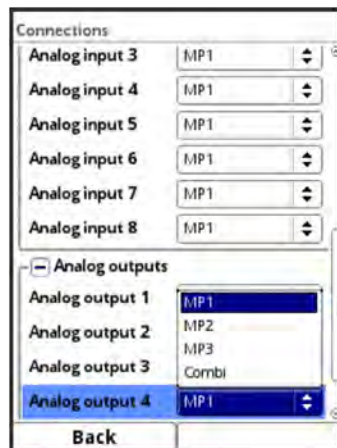 Connections
Analog input 3 MP1
Analog input 4 MP1
Analog input 5 MP1
Analog input 6 MP1
Analog input 7 MP1
Analog input 8 MP1
Analog outputs
Analog output 1 MP1
Analog output 2 MP2
Analog output 3 MP3
Combi
Analog output 4 MP1
Back